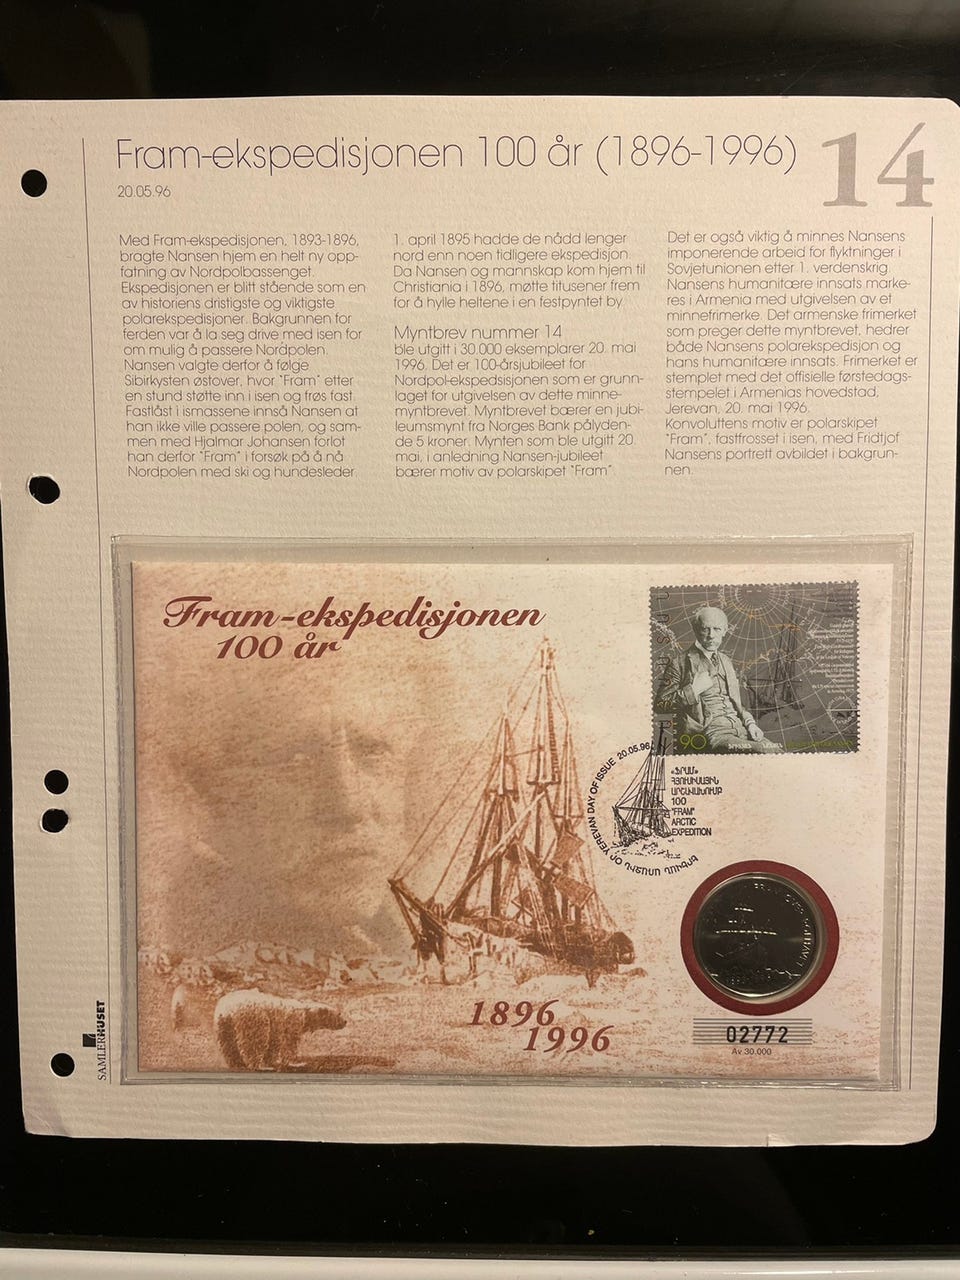 Fram-ekspedisjonen 100 år (1896-1996)
14
20.05.96
Med Fram-ekspedisjonen, 1893-1896,
bragte Nansen hjem en helt ny opp-
fatning av Nordpolbassenget.
Ekspedisjonen er blitt stående som en
av historiens dristigste og viktigste
polarekspedisjoner. Bakgrunnen for
ferden var å la seg drive med isen for
om mulig å passere Nordpolen.
Nansen valgte derfor å følge
Sibirkysten østover, hvor "Fram" etter
en stund støtte inn i isen og frøs fast.
Fastlåst i ismassene innså Nansen at
han ikke ville passere polen, og sam-
men med Hjalmar Johansen forlot
han derfor "Fram" i forsøk på å nå
Nordpolen med ski og hundesleder.
1. april 1895 hadde de nådd lenger
nord enn noen tidligere ekspedisjon.
Da Nansen og mannskap kom hjem til
Christiania i 1896, møtte titusener frem
for å hylle heltene i en festpyntet by.
Myntbrev nummer 14
ble utgitt i 30.000 eksemplarer 20. mai
1996. Det er 100-årsjubileet for
Nordpol-ekspedsisjonen som er grunn-
laget for utgivelsen av dette minne-
myntbrevet. Myntbrevet bærer en jubi-
leumsmynt fra Norges Bank pålyden-
de 5 kroner. Mynten som ble utgitt 20.
mai, i anledning Nansen-jubileet
bærer motiv av polarskipet "Fram".
Det er også viktig å minnes Nansens
imponerende arbeid for flyktninger i
Sovjetunionen etter 1. verdenskrig.
Nansens humanitære innsats marke-
res i Armenia med utgivelsen av et
minnefrimerke. Det armenske frimerket
som preger dette myntbrevet, hedrer
både Nansens polarekspedisjon og
hans humanitære innsats. Frimerket er
stemplet med det offisielle førstedags-
stempelet i Armenias hovedstad,
Jerevan, 20. mai 1996.
Konvoluttens motiv er polarskipet
"Fram", fastfrosset i isen, med Fridtjof
Nansens portrett avbildet i bakgrun-
nen.
Fram-ekspedisjonen
100 år
90
YEREVAN DAY OF ISSUE 20.05.96
«ՖՐԱՄ»
ՀՅՈՒՍԻՍԱՅԻՆ
ԱՐՇԱՎԱԽՈՒՄԲ
100
"FRAM"
ARCTIC
EXPEDITION
1896
1996
02772
Av 30.000
SAMLERHUSET